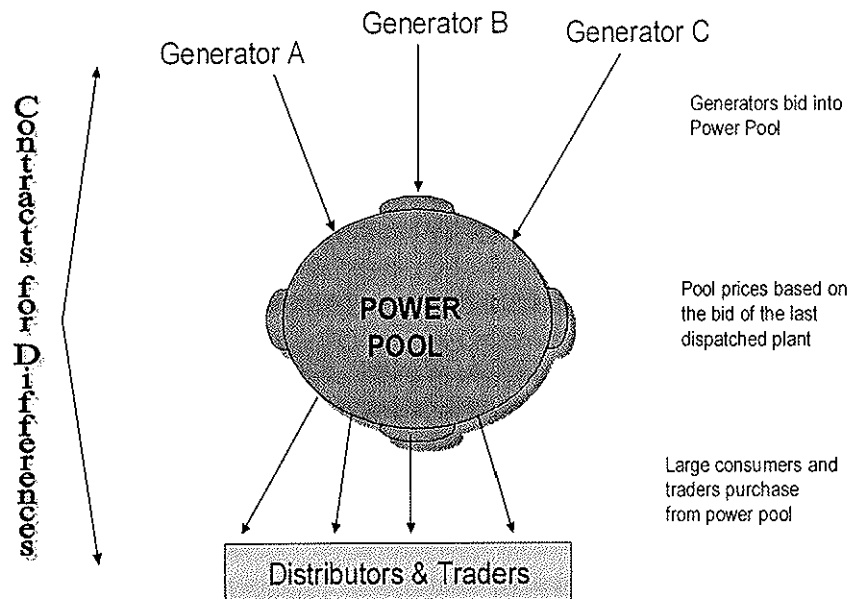 Generator A
Generator B
Generator C
Contracts for Differences
Generators bid into
Power Pool
POWER
POOL
Pool prices based on
the bid of the last
dispatched plant
Large consumers and
traders purchase
from power pool
Distributors & Traders